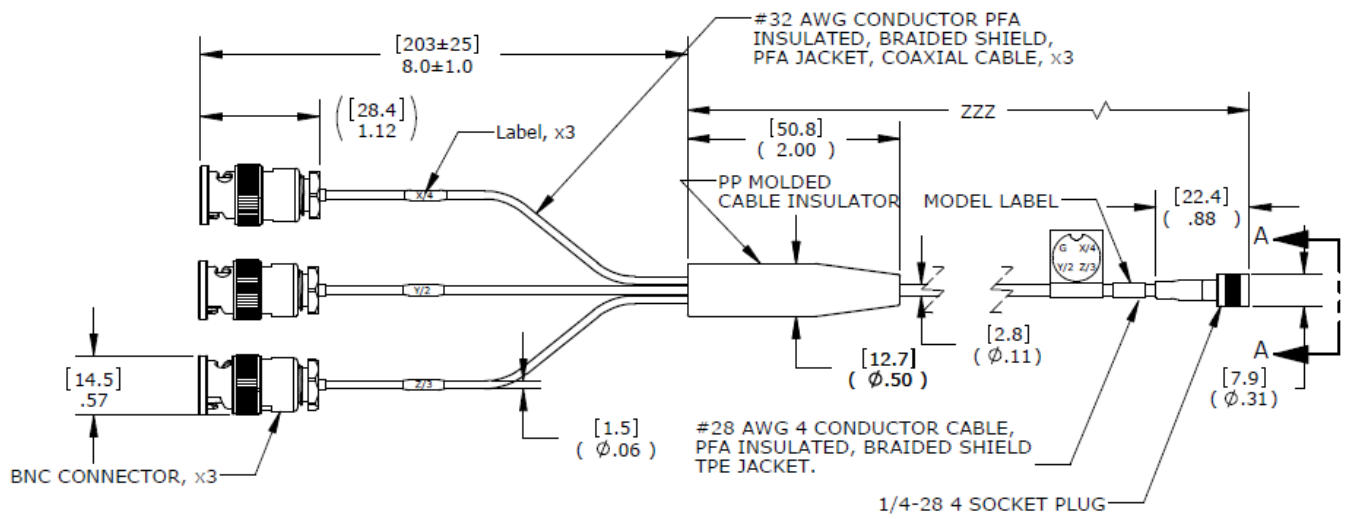 #32 AWG CONDUCTOR PFA
INSULATED, BRAIDED SHIELD,
PFA JACKET, COAXIAL CABLE, x3
[203±25]
8.0±1.0
ZZZ
[28.4]
( 1.12 )
Label, x3
[50.8]
( 2.00 )
PP MOLDED
CABLE INSULATOR
MODEL LABEL
[22.4]
( .88 )
X/4
A
G X/4
Y/2 Z/3
Y/2
[2.8]
( Ø.11 )
A
[12.7]
( Ø.50 )
[14.5]
.57
Z/3
[7.9]
( Ø.31 )
[1.5]
( Ø.06 )
#28 AWG 4 CONDUCTOR CABLE,
PFA INSULATED, BRAIDED SHIELD
TPE JACKET.
BNC CONNECTOR, x3
1/4-28 4 SOCKET PLUG